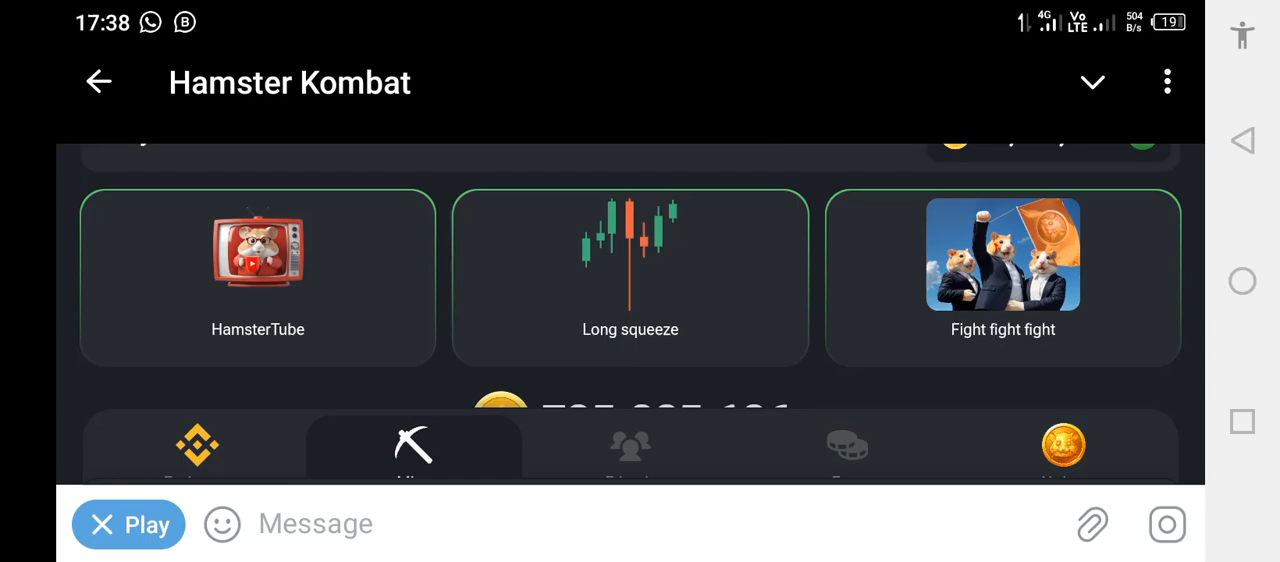 17:38 4G Vo LTE 504 B/s 19
Hamster Kombat
HamsterTube
Long squeeze
Fight fight fight
Play
Message